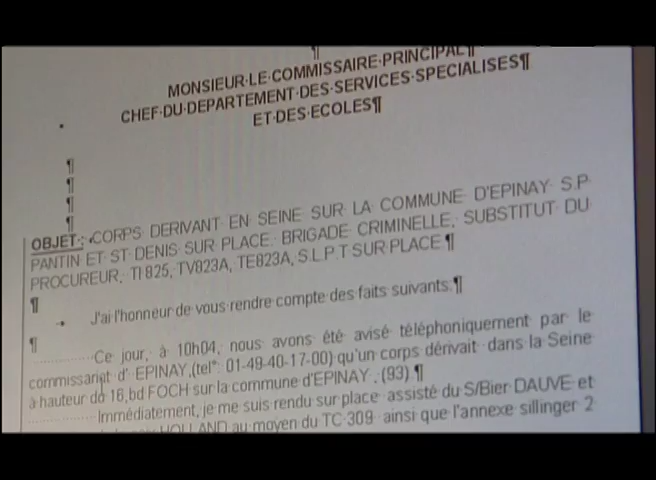 MONSIEUR·LE·COMMISSAIRE·PRINCIPAL¶
CHEF·DU·DEPARTEMENT·DES·SERVICES·SPECIALISES¶
ET·DES·ECOLES¶
¶
¶
¶
¶
OBJET : CORPS DERIVANT EN SEINE SUR LA COMMUNE D'EPINAY S.P
PANTIN ET ST DENIS SUR PLACE. BRIGADE CRIMINELLE, SUBSTITUT DU
PROCUREUR, TI 825, TV823A, TE823A, S.L.P.T SUR PLACE ¶
¶
J'ai l'honneur de vous rendre compte des faits suivants.¶
¶
Ce jour, à 10h04, nous avons été avisé téléphoniquement par le
commissariat d' EPINAY,(tel°: 01-49-40-17-00) qu'un corps dérivait dans la Seine
à hauteur do 16,bd FOCH sur la commune d'EPINAY .(93).¶
Immédiatement, je me suis rendu sur place assisté du S/Bier DAUVE et
HOLLAND au moyen du TC-309 ainsi que l'annexe sillinger 2